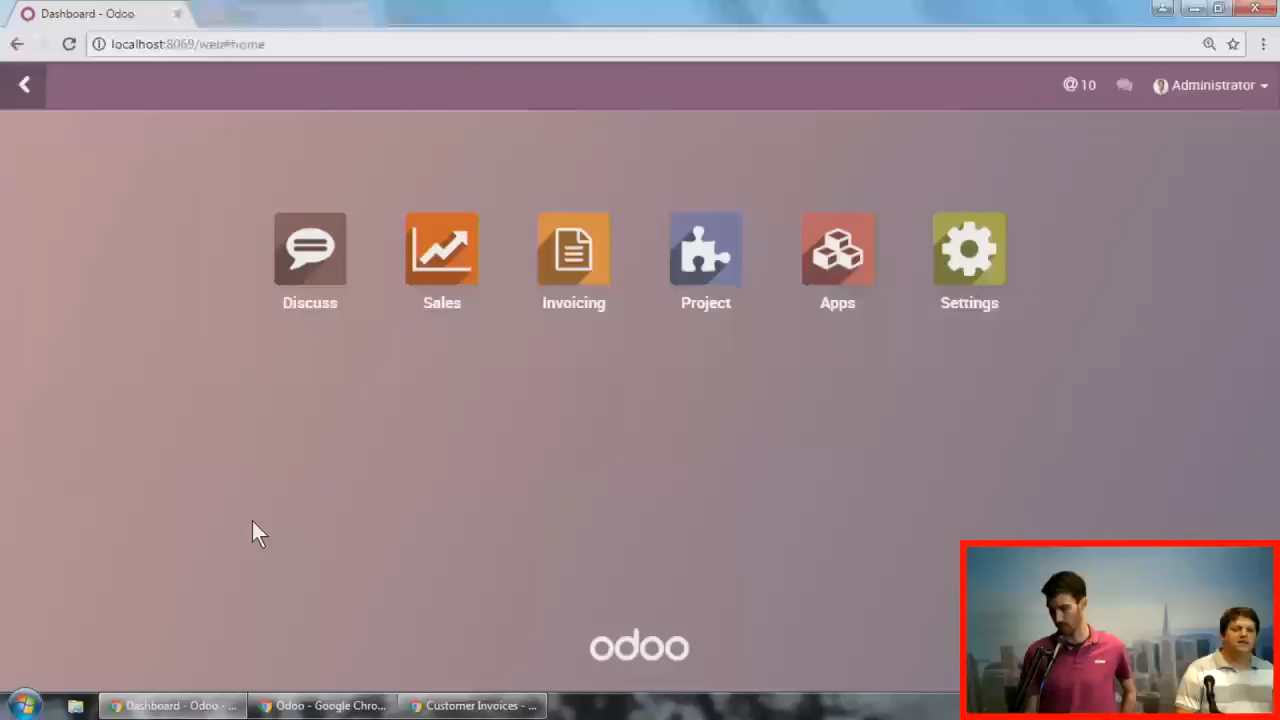 Dashboard - Odoo
localhost:8069/web#home
@ 10
Administrator
Discuss
Sales
Invoicing
Project
Apps
Settings
odoo
Dashboard - Odoo - ...
Odoo - Google Chro...
Customer Invoices - ...
odoo